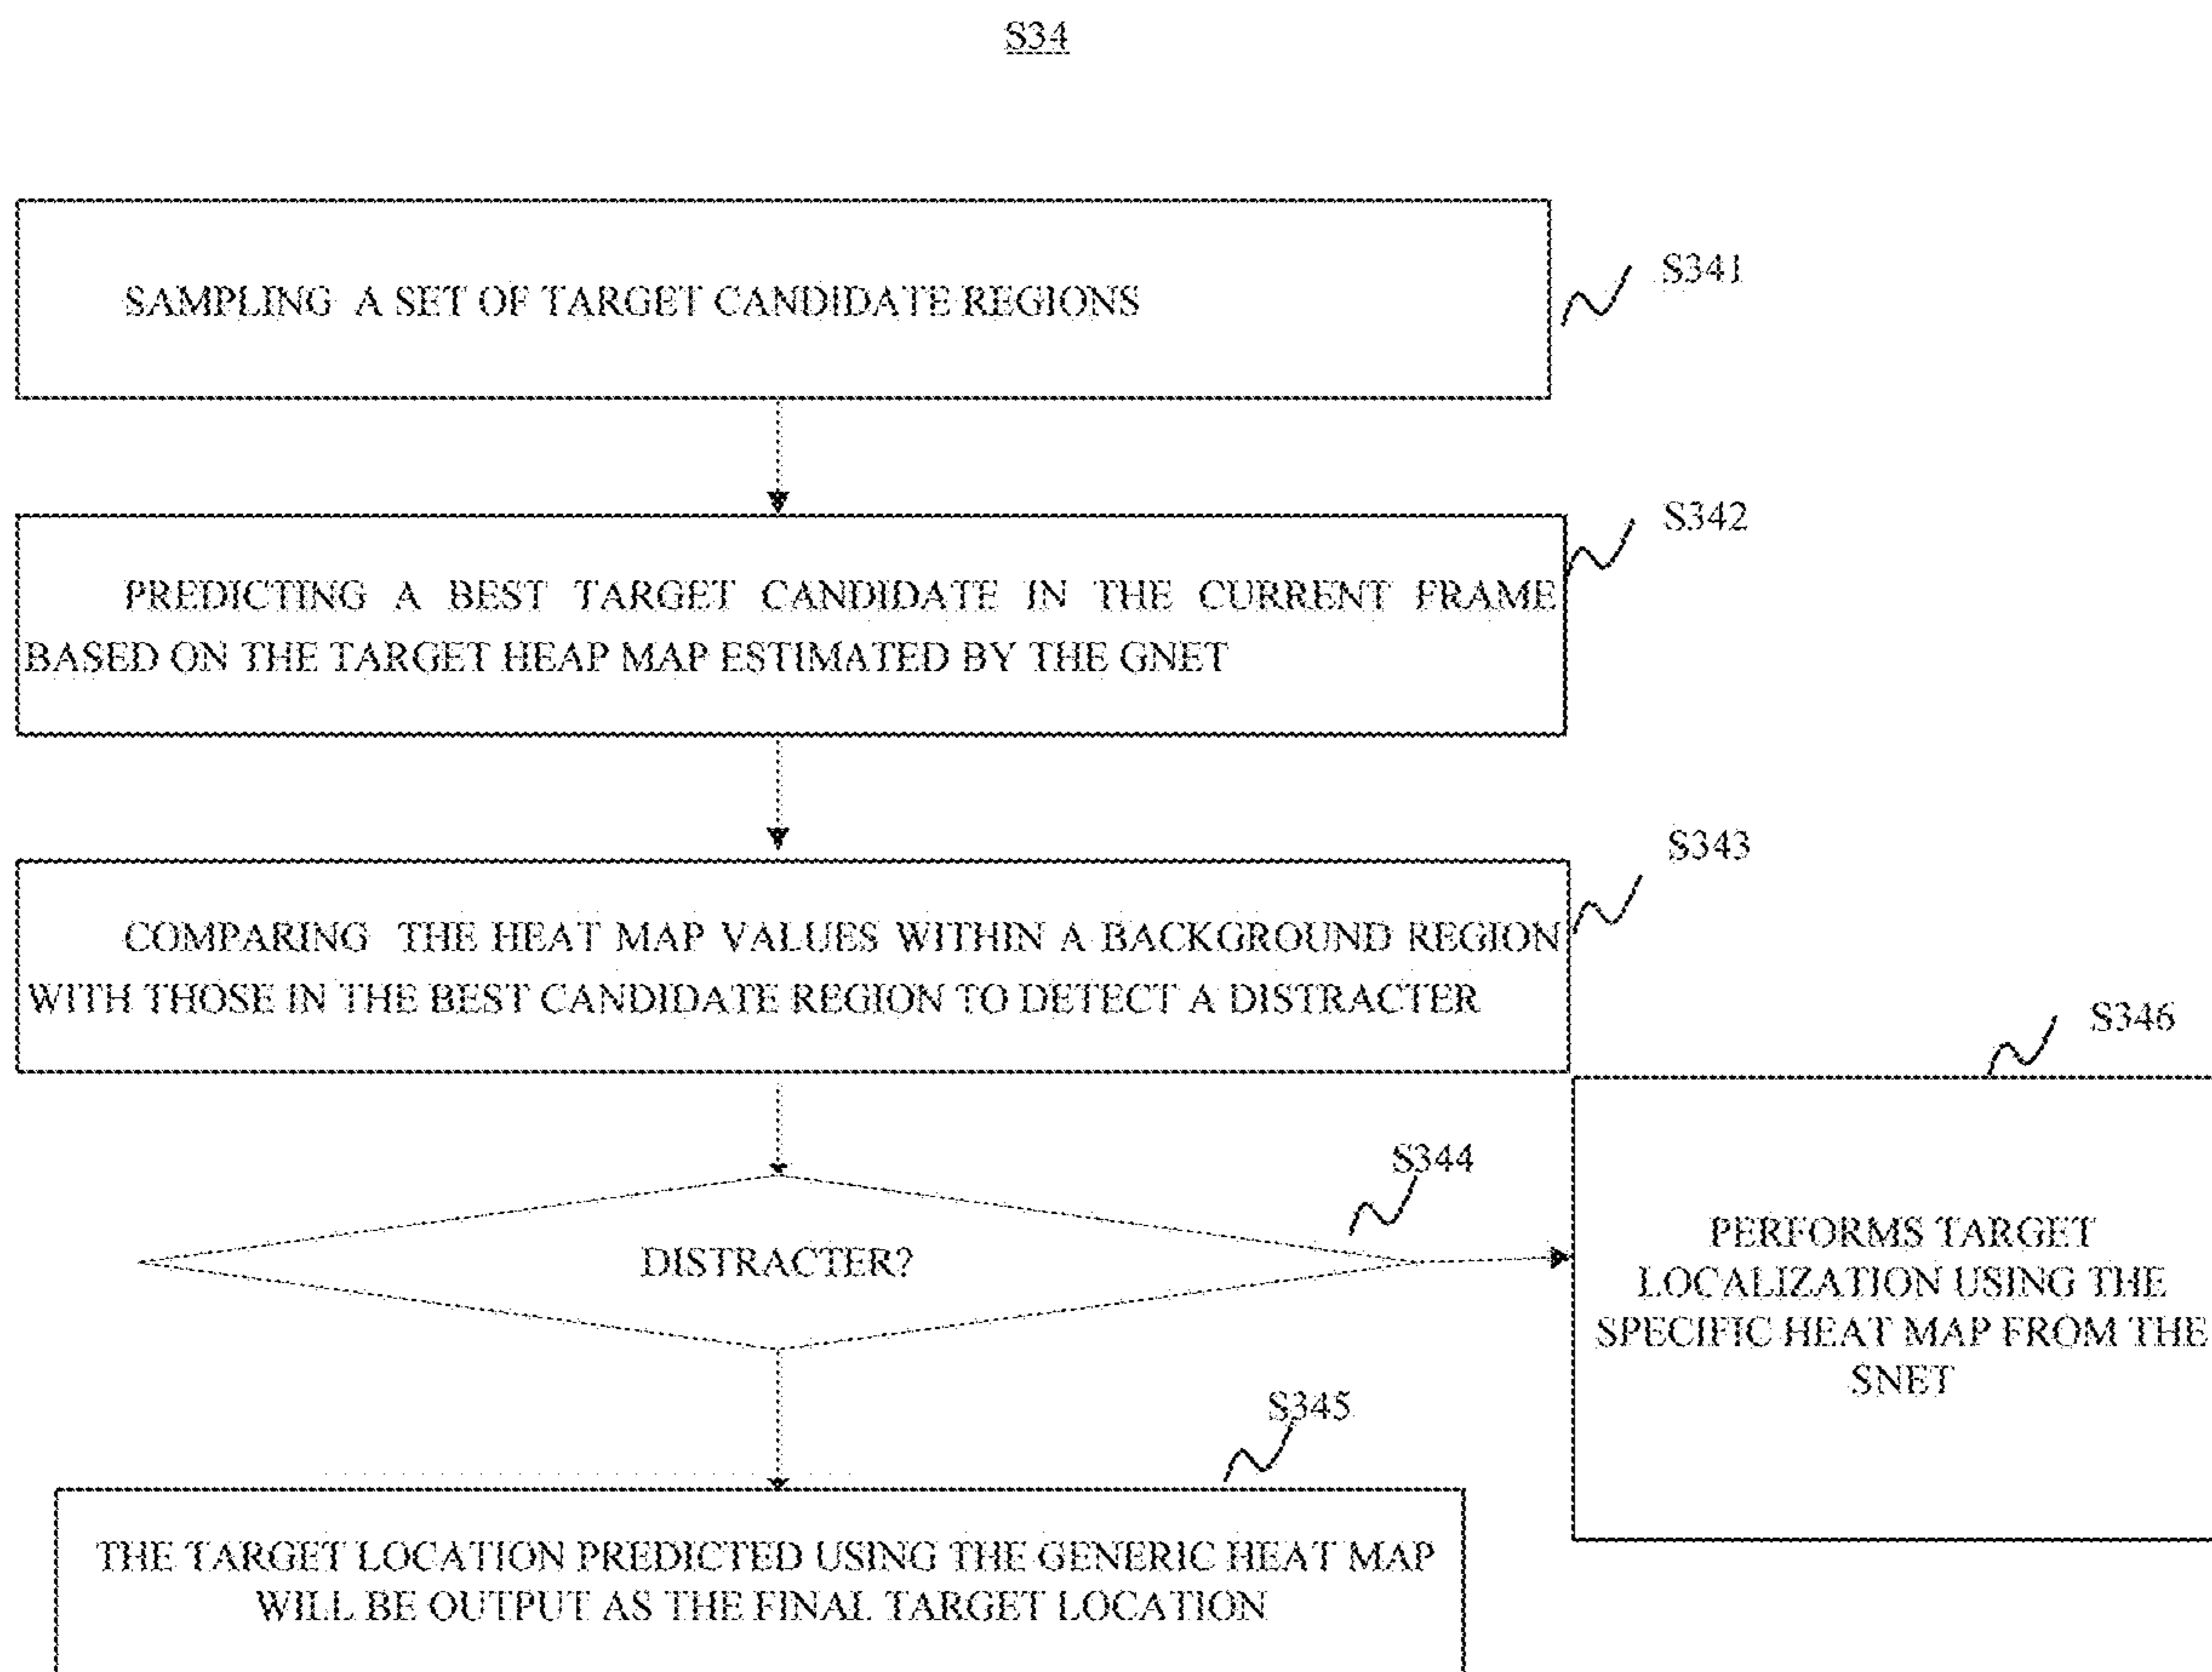 S34
SAMPLING A SET OF TARGET CANDIDATE REGIONS
S341
S342
PREDICTING A BEST TARGET CANDIDATE IN THE CURRENT FRAME
BASED ON THE TARGET HEAP MAP ESTIMATED BY THE GNET
S343
COMPARING THE HEAT MAP VALUES WITHIN A BACKGROUND REGION
WITH THOSE IN THE BEST CANDIDATE REGION TO DETECT A DISTRACTER
S346
S344
DISTRACTER?
PERFORMS TARGET
LOCALIZATION USING THE
SPECIFIC HEAT MAP FROM THE
SNET
S345
THE TARGET LOCATION PREDICTED USING THE GENERIC HEAT MAP
WILL BE OUTPUT AS THE FINAL TARGET LOCATION